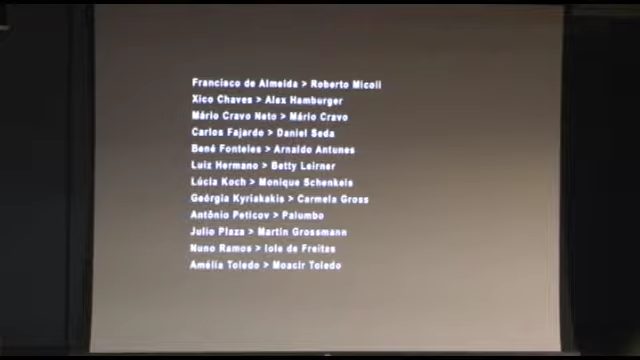 Francisco de Almeida > Roberto Micoli
Xico Chaves > Alex Hamburger
Mário Cravo Neto > Mário Cravo
Carlos Fajardo > Daniel Seda
Bené Fonteles > Arnaldo Antunes
Luiz Hermano > Betty Leirner
Lúcia Koch > Monique Schenkels
Geórgia Kyriakakis > Carmela Gross
Antônio Peticov > Palumbo
Julio Plaza > Martin Grossmann
Nuno Ramos > Iole de Freitas
Amélia Toledo > Moacir Toledo